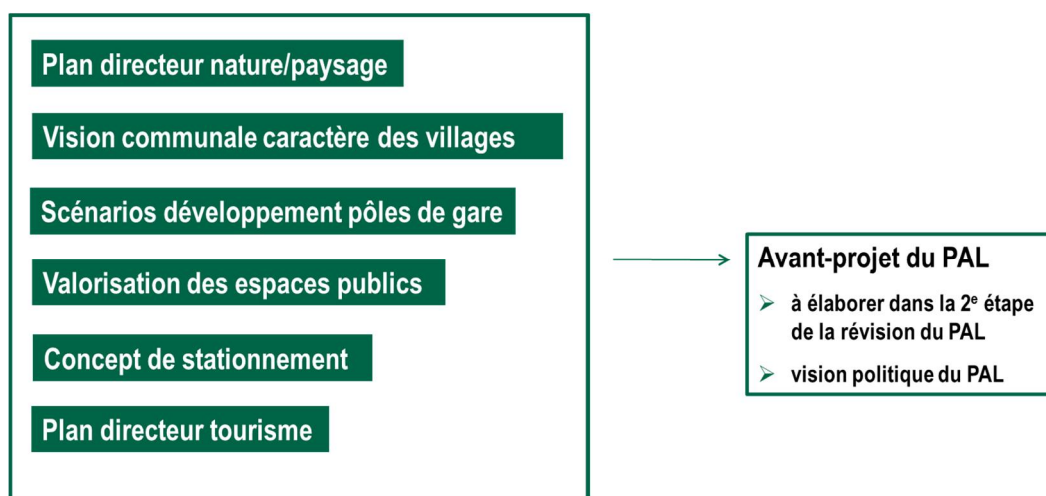 Plan directeur nature/paysage
Vision communale caractère des villages
Scénarios développement pôles de gare
Valorisation des espaces publics
Concept de stationnement
Plan directeur tourisme
Avant-projet du PAL
➢ à élaborer dans la 2e étape
de la révision du PAL
➢ vision politique du PAL